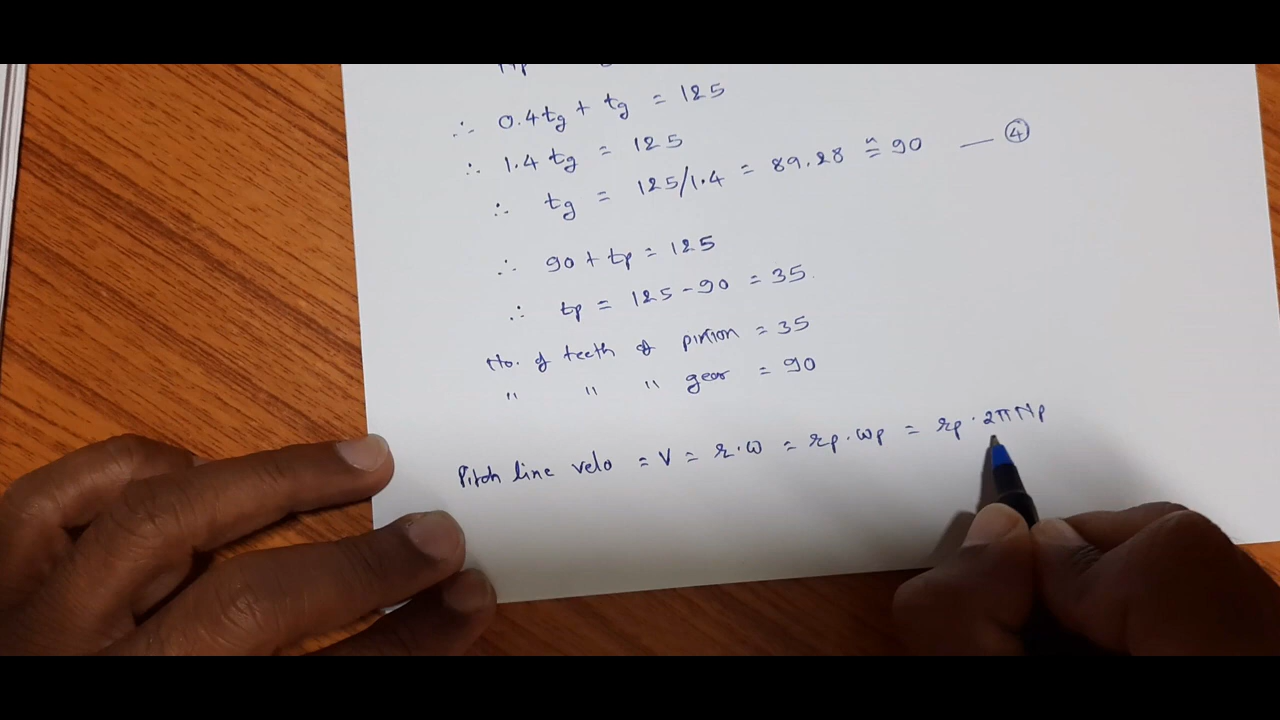 ∴ 0.4tg + tg = 125
∴ 1.4 tg = 125
∴ tg = 125/1.4 = 89.28 ≅ 90 — ④
∴ 90 + tp = 125
∴ tp = 125 - 90 = 35.
No. of teeth of pinion = 35
" " " gear = 90
Pitch line velo = V = r·ω = rp·ωp = rp·2πNp